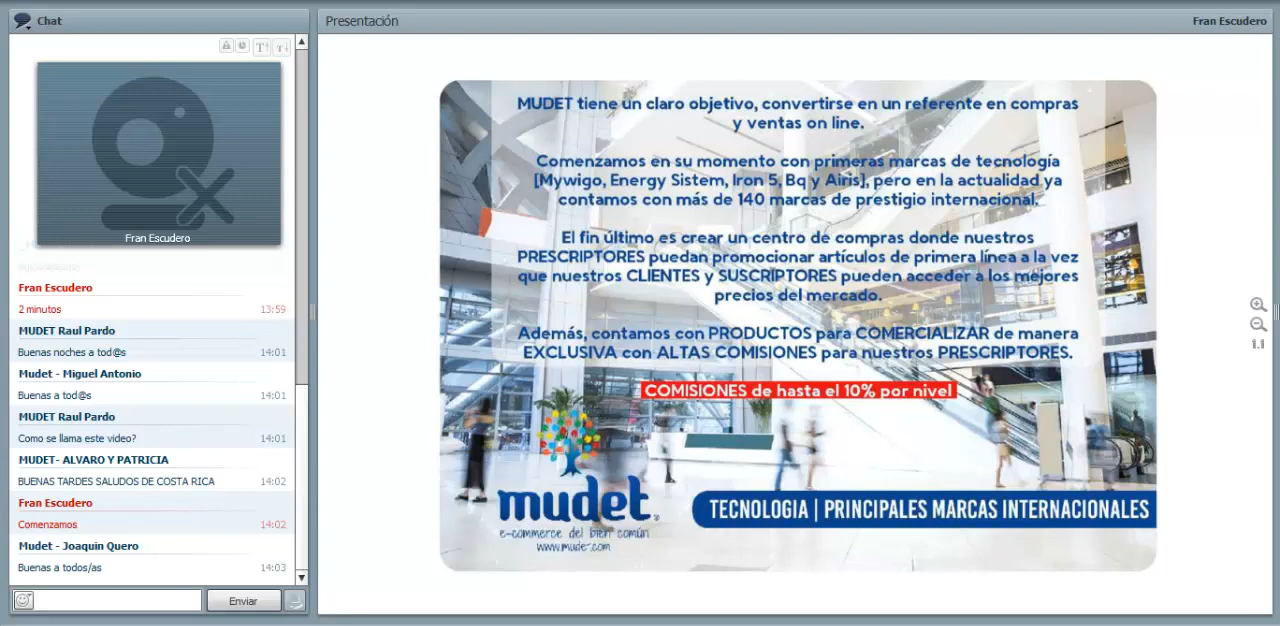 Chat
T↑
T↓
Fran Escudero
Fran Escudero
2 minutos 13:59
MUDET Raul Pardo
Buenas noches a tod@s 14:01
Mudet - Miguel Antonio
Buenas a tod@s 14:01
MUDET Raul Pardo
Como se llama este video? 14:01
MUDET- ALVARO Y PATRICIA
BUENAS TARDES SALUDOS DE COSTA RICA 14:02
Fran Escudero
Comenzamos 14:02
Mudet - Joaquin Quero
Buenas a todos/as 14:03
Enviar
Presentación Fran Escudero
MUDET tiene un claro objetivo, convertirse en un referente en compras
y ventas on line.
Comenzamos en su momento con primeras marcas de tecnología
[Mywigo, Energy Sistem, Iron 5, Bq y Airis], pero en la actualidad ya
contamos con más de 140 marcas de prestigio internacional.
El fin último es crear un centro de compras donde nuestros
PRESCRIPTORES puedan promocionar artículos de primera línea a la vez
que nuestros CLIENTES y SUSCRIPTORES pueden acceder a los mejores
precios del mercado.
Además, contamos con PRODUCTOS para COMERCIALIZAR de manera
EXCLUSIVA con ALTAS COMISIONES para nuestros PRESCRIPTORES.
COMISIONES de hasta el 10% por nivel
mudet
e-commerce del bien común
TECNOLOGIA | PRINCIPALES MARCAS INTERNACIONALES
1.1